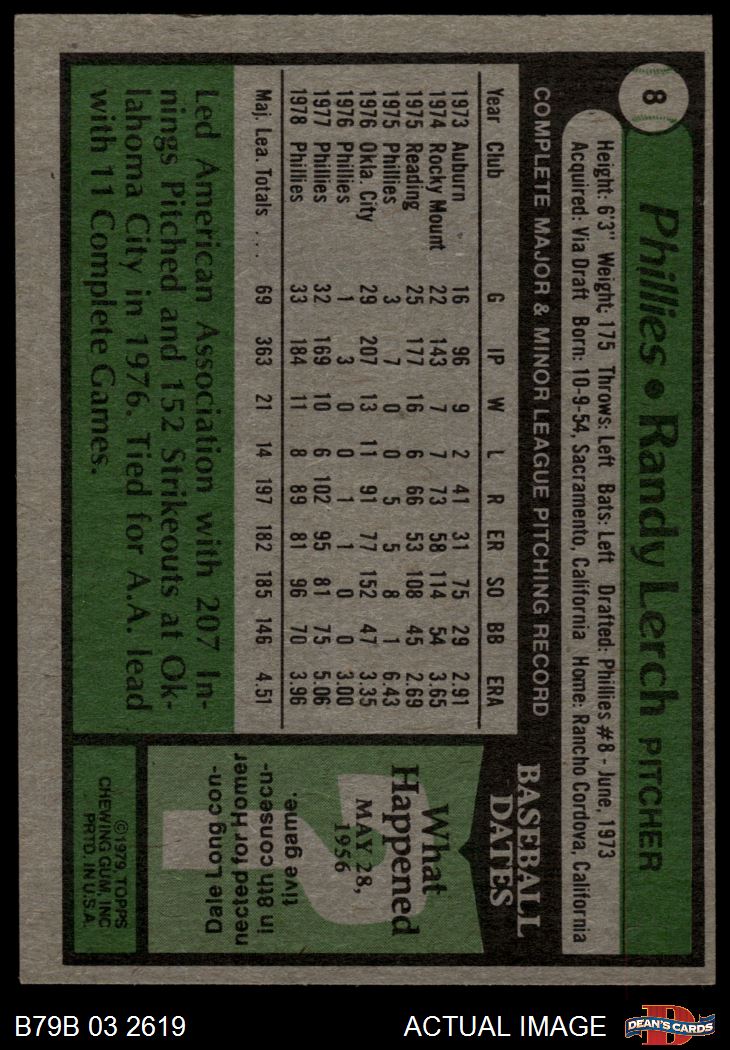 8
Phillies • Randy Lerch PITCHER
Height: 6'3" Weight: 175 Throws: Left Bats: Left Drafted: Phillies #8 - June, 1973
Acquired: Via Draft Born: 10-9-54, Sacramento, California Home: Rancho Cordova, California
COMPLETE MAJOR & MINOR LEAGUE PITCHING RECORD
Year Club G IP W L R ER SO BB ERA
1973 Auburn 16 96 9 2 41 31 75 29 2.91
1974 Rocky Mount 22 143 7 7 73 58 114 54 3.65
1975 Reading 25 177 16 6 66 53 108 45 2.69
1975 Phillies 3 7 0 0 5 5 8 1 6.43
1976 Okla. City 29 207 13 11 91 77 152 47 3.35
1976 Phillies 1 3 0 0 1 1 0 0 3.00
1977 Phillies 32 169 10 6 102 95 81 75 5.06
1978 Phillies 33 184 11 8 89 81 96 70 3.96
Maj. Lea. Totals . . . 69 363 21 14 197 182 185 146 4.51
Led American Association with 207 In-
nings Pitched and 152 Strikeouts at Ok-
lahoma City in 1976. Tied for A.A. lead
with 11 Complete Games.
BASEBALL
DATES
What
Happened
MAY 28,
1956
?
Dale Long con-
nected for Homer
in 8th consecu-
tive game.
©1979, TOPPS
CHEWING GUM, INC
PRTD. IN U.S.A.
B79B 03 2619
ACTUAL IMAGE
D
DEAN'S CARDS